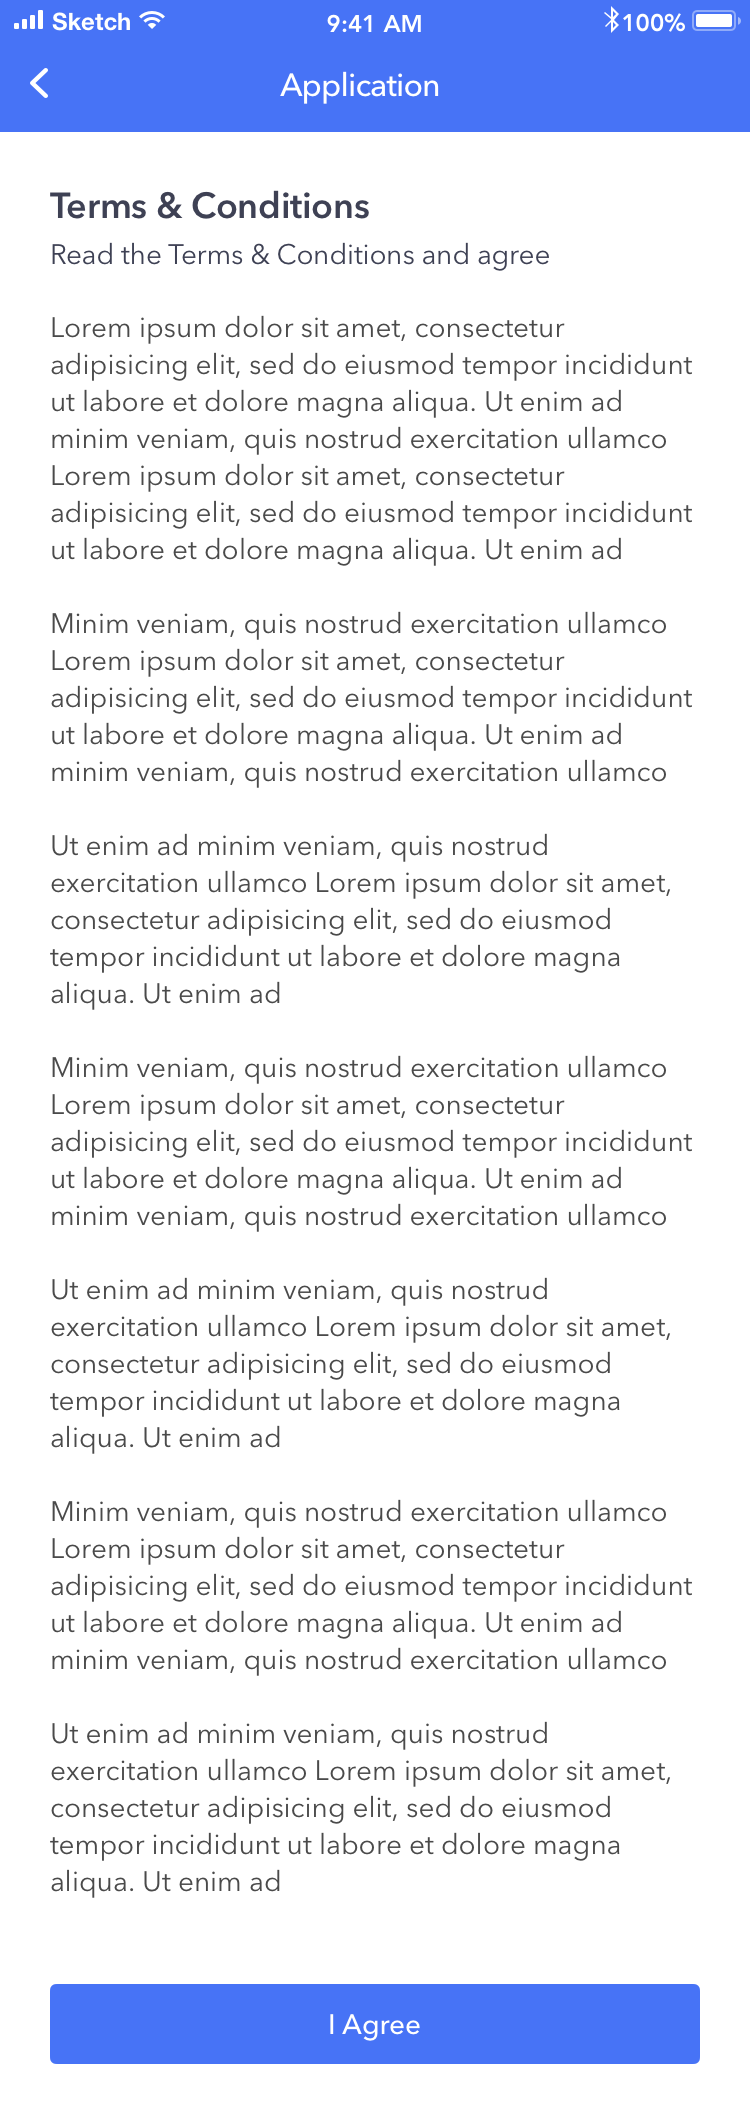 Sketch 9:41 AM 100%
Application
Terms & Conditions
Read the Terms & Conditions and agree
Lorem ipsum dolor sit amet, consectetur
adipisicing elit, sed do eiusmod tempor incididunt
ut labore et dolore magna aliqua. Ut enim ad
minim veniam, quis nostrud exercitation ullamco
Lorem ipsum dolor sit amet, consectetur
adipisicing elit, sed do eiusmod tempor incididunt
ut labore et dolore magna aliqua. Ut enim ad
Minim veniam, quis nostrud exercitation ullamco
Lorem ipsum dolor sit amet, consectetur
adipisicing elit, sed do eiusmod tempor incididunt
ut labore et dolore magna aliqua. Ut enim ad
minim veniam, quis nostrud exercitation ullamco
Ut enim ad minim veniam, quis nostrud
exercitation ullamco Lorem ipsum dolor sit amet,
consectetur adipisicing elit, sed do eiusmod
tempor incididunt ut labore et dolore magna
aliqua. Ut enim ad
Minim veniam, quis nostrud exercitation ullamco
Lorem ipsum dolor sit amet, consectetur
adipisicing elit, sed do eiusmod tempor incididunt
ut labore et dolore magna aliqua. Ut enim ad
minim veniam, quis nostrud exercitation ullamco
Ut enim ad minim veniam, quis nostrud
exercitation ullamco Lorem ipsum dolor sit amet,
consectetur adipisicing elit, sed do eiusmod
tempor incididunt ut labore et dolore magna
aliqua. Ut enim ad
Minim veniam, quis nostrud exercitation ullamco
Lorem ipsum dolor sit amet, consectetur
adipisicing elit, sed do eiusmod tempor incididunt
ut labore et dolore magna aliqua. Ut enim ad
minim veniam, quis nostrud exercitation ullamco
Ut enim ad minim veniam, quis nostrud
exercitation ullamco Lorem ipsum dolor sit amet,
consectetur adipisicing elit, sed do eiusmod
tempor incididunt ut labore et dolore magna
aliqua. Ut enim ad
I Agree